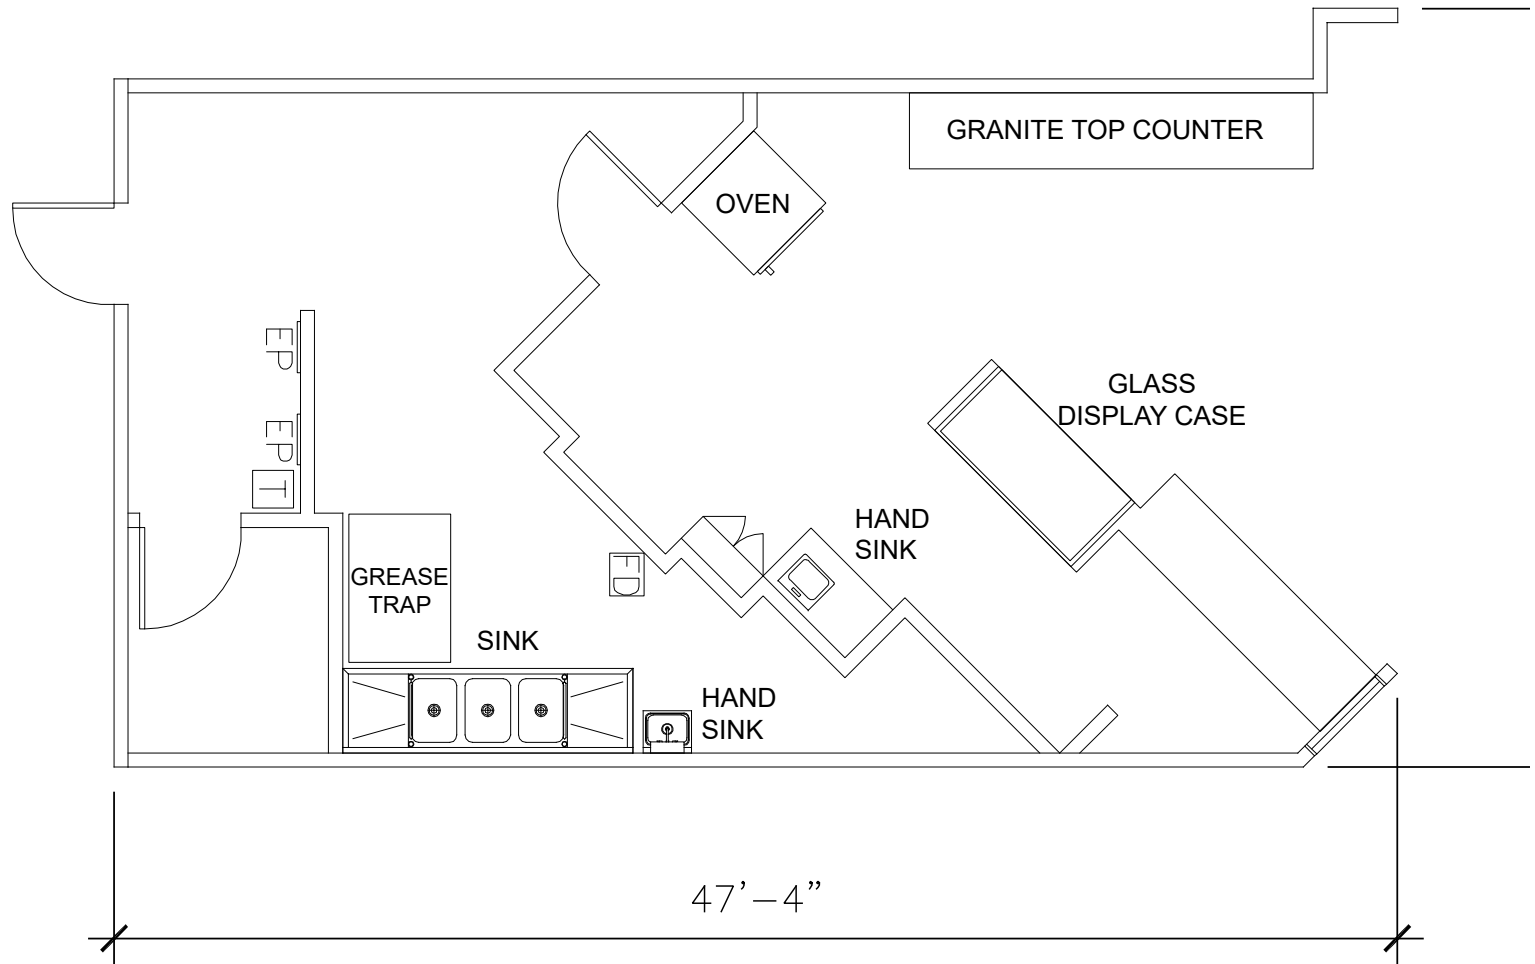 GRANITE TOP COUNTER
OVEN
EP
GLASS
DISPLAY CASE
EP
T
HAND
SINK
FD
GREASE
TRAP
SINK
HAND
SINK
47'-4"